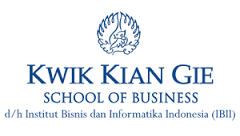 KWIK KIAN GIE
SCHOOL OF BUSINESS
d/h Institut Bisnis dan Informatika Indonesia (IBII)